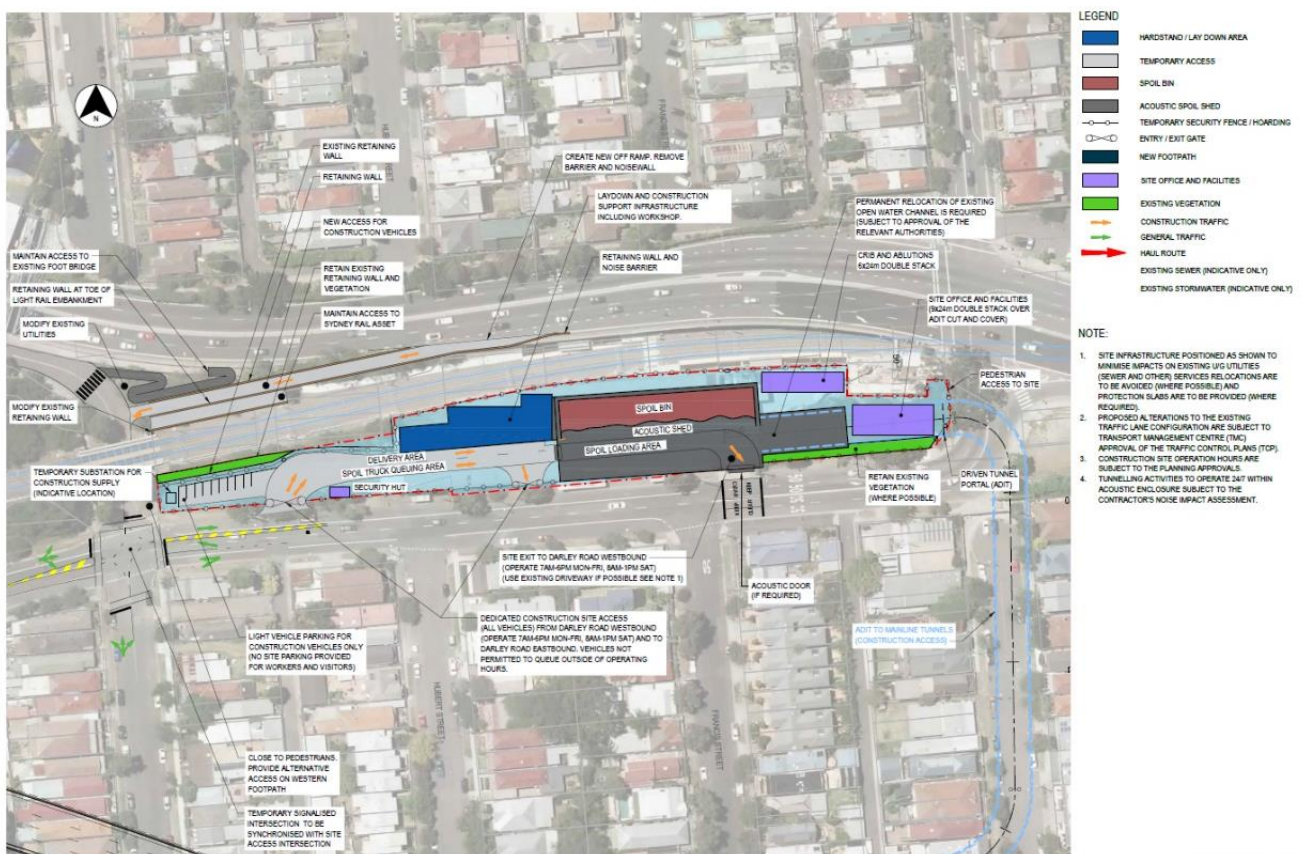 EXISTING RETAINING
WALL
RETAINING WALL
NEW ACCESS FOR
CONSTRUCTION VEHICLES
MAINTAIN ACCESS TO
EXISTING FOOT BRIDGE
RETAINING WALL AT TOE OF
LIGHT RAIL EMBANKMENT
MODIFY EXISTING
UTILITIES
RETAIN EXISTING
RETAINING WALL AND
VEGETATION
MAINTAIN ACCESS TO
SYDNEY RAIL ASSET
MODIFY EXISTING
RETAINING WALL
TEMPORARY SUBSTATION FOR
CONSTRUCTION SUPPLY
(INDICATIVE LOCATION)
CREATE NEW OFF RAMP. REMOVE
BARRIER AND NOISEWALL
LAYDOWN AND CONSTRUCTION
SUPPORT INFRASTRUCTURE
INCLUDING WORKSHOP.
RETAINING WALL AND
NOISE BARRIER
PERMANENT RELOCATION OF EXISTING
OPEN WATER CHANNEL IS REQUIRED
(SUBJECT TO APPROVAL OF THE
RELEVANT AUTHORITIES)
CRIB AND ABLUTIONS
6x24m DOUBLE STACK
SITE OFFICE AND FACILITIES
(9x24m DOUBLE STACK OVER
ADIT CUT AND COVER)
PEDESTRIAN
ACCESS TO SITE
SPOIL BIN
ACOUSTIC SHED
SPOIL LOADING AREA
DELIVERY AREA
SPOIL TRUCK QUEUING AREA
SECURITY HUT
RETAIN EXISTING
VEGETATION
(WHERE POSSIBLE)
DRIVEN TUNNEL
PORTAL (ADIT)
SITE EXIT TO DARLEY ROAD WESTBOUND
(OPERATE 7AM-6PM MON-FRI, 8AM-1PM SAT)
(USE EXISTING DRIVEWAY IF POSSIBLE SEE NOTE 1)
ACOUSTIC DOOR
(IF REQUIRED)
DEDICATED CONSTRUCTION SITE ACCESS
(ALL VEHICLES) FROM DARLEY ROAD WESTBOUND
(OPERATE 7AM-6PM MON-FRI, 8AM-1PM SAT) AND TO
DARLEY ROAD EASTBOUND. VEHICLES NOT
PERMITTED TO QUEUE OUTSIDE OF OPERATING
HOURS.
LIGHT VEHICLE PARKING FOR
CONSTRUCTION VEHICLES ONLY
(NO SITE PARKING PROVIDED
FOR WORKERS AND VISITORS)
ADIT TO MAINLINE TUNNELS
(CONSTRUCTION ACCESS)
HUBERT STREET
FRANCIS STREET
CLOSE TO PEDESTRIANS.
PROVIDE ALTERNATIVE
ACCESS ON WESTERN
FOOTPATH
TEMPORARY SIGNALISED
INTERSECTION TO BE
SYNCHRONISED WITH SITE
ACCESS INTERSECTION
N
LEGEND
HARDSTAND / LAY DOWN AREA
TEMPORARY ACCESS
SPOIL BIN
ACOUSTIC SPOIL SHED
TEMPORARY SECURITY FENCE / HOARDING
ENTRY / EXIT GATE
NEW FOOTPATH
SITE OFFICE AND FACILITIES
EXISTING VEGETATION
CONSTRUCTION TRAFFIC
GENERAL TRAFFIC
HAUL ROUTE
EXISTING SEWER (INDICATIVE ONLY)
EXISTING STORMWATER (INDICATIVE ONLY)
NOTE:
1. SITE INFRASTRUCTURE POSITIONED AS SHOWN TO
MINIMISE IMPACTS ON EXISTING U/G UTILITIES
(SEWER AND OTHER) SERVICES RELOCATIONS ARE
TO BE AVOIDED (WHERE POSSIBLE) AND
PROTECTION SLABS ARE TO BE PROVIDED (WHERE
REQUIRED).
2. PROPOSED ALTERATIONS TO THE EXISTING
TRAFFIC LANE CONFIGURATION ARE SUBJECT TO
TRANSPORT MANAGEMENT CENTRE (TMC)
APPROVAL OF THE TRAFFIC CONTROL PLANS (TCP).
3. CONSTRUCTION SITE OPERATION HOURS ARE
SUBJECT TO THE PLANNING APPROVALS.
4. TUNNELLING ACTIVITIES TO OPERATE 24/7 WITHIN
ACOUSTIC ENCLOSURE SUBJECT TO THE
CONTRACTOR'S NOISE IMPACT ASSESSMENT.